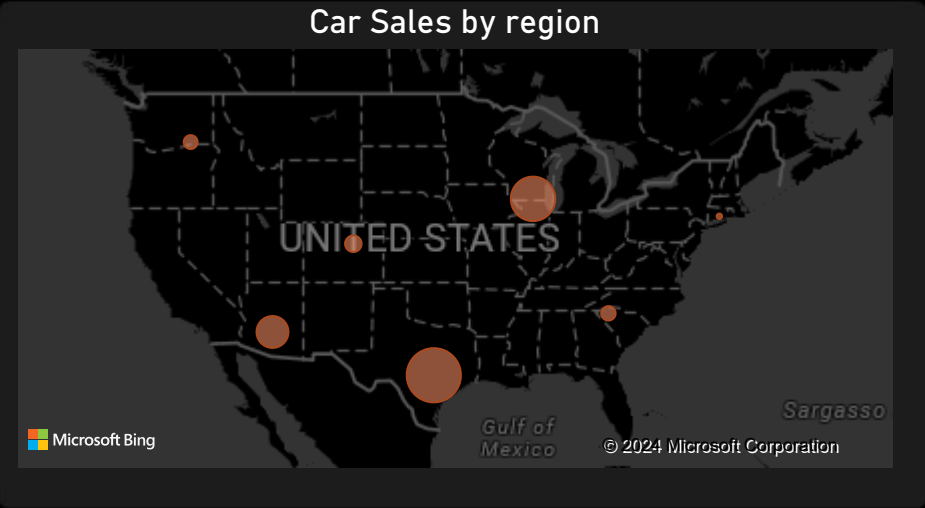 Car Sales by region
UNITED STATES
Sargasso
Gulf of
Mexico
Microsoft Bing
© 2024 Microsoft Corporation